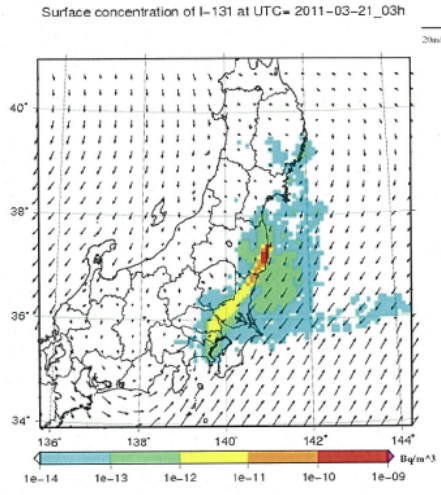 Surface concentration of I-131 at UTC= 2011-03-21_03h
40°
38°
36°
34°
136° 138° 140° 142° 144°
Bq/m^3
1e-14 1e-13 1e-12 1e-11 1e-10 1e-09